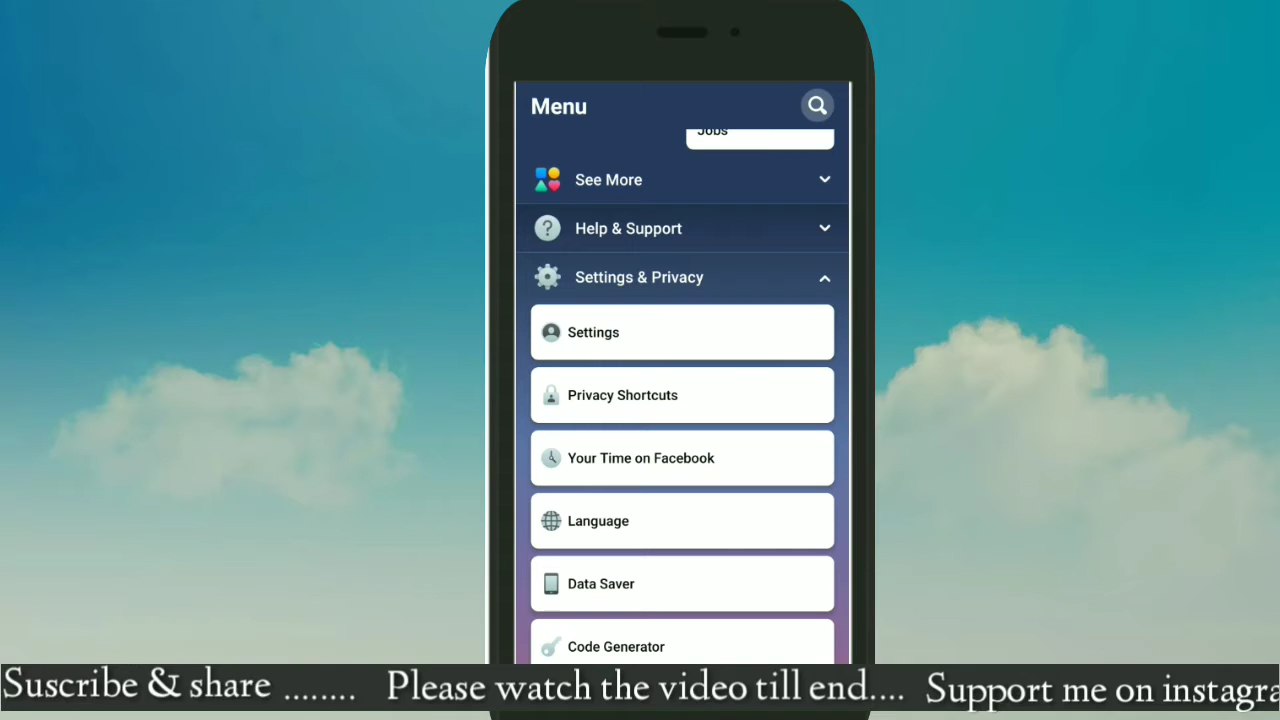 Menu
Jobs
See More
Help & Support
Settings & Privacy
Settings
Privacy Shortcuts
Your Time on Facebook
Language
Data Saver
Code Generator
Suscribe & share ........ Please watch the video till end.... Support me on instagra